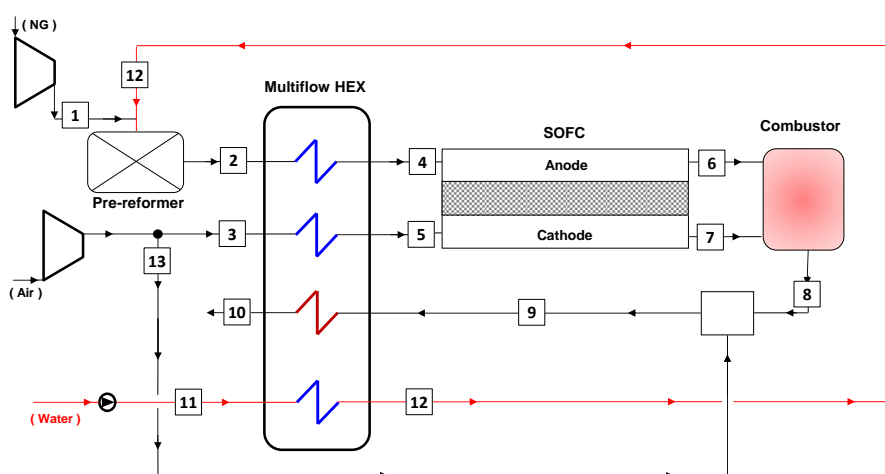 ( NG )
12
Multiflow HEX
1
SOFC
Combustor
2
4
Anode
6
Pre-reformer
3
5
Cathode
7
13
( Air )
8
10
9
11
12
( Water )